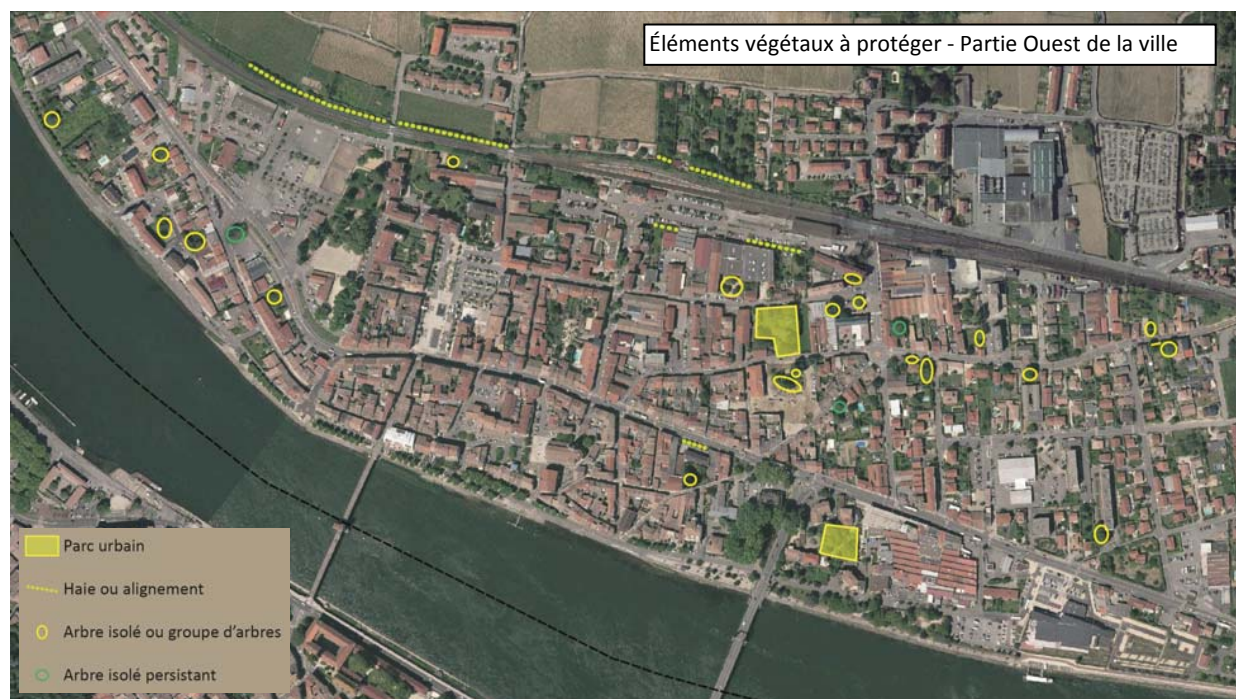 Éléments végétaux à protéger - Partie Ouest de la ville
Parc urbain
Haie ou alignement
Arbre isolé ou groupe d'arbres
Arbre isolé persistant